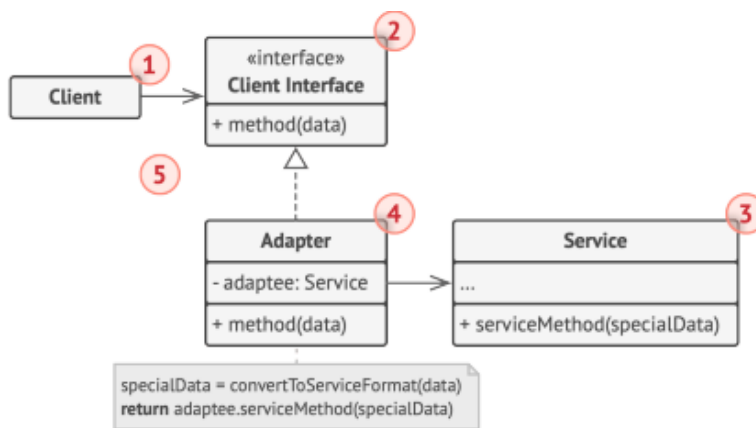 1
2
«interface»
Client Interface
Client
+ method(data)
5
4
3
Adapter
- adaptee: Service
+ method(data)
Service
...
+ serviceMethod(specialData)
specialData = convertToServiceFormat(data)
return adaptee.serviceMethod(specialData)